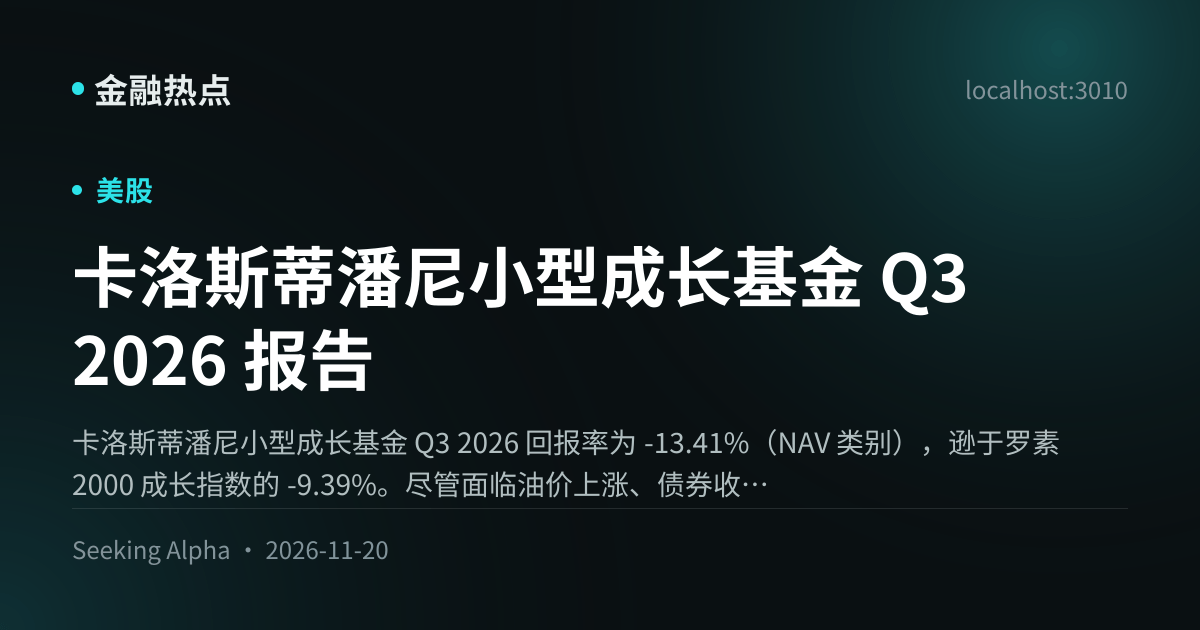 金融热点
localhost:3010
美股
卡洛斯蒂潘尼小型成长基金 Q3
2026 报告
卡洛斯蒂潘尼小型成长基金 Q3 2026 回报率为 -13.41%（NAV 类别），逊于罗素
2000 成长指数的 -9.39%。尽管面临油价上涨、债券收…
Seeking Alpha • 2026-11-20